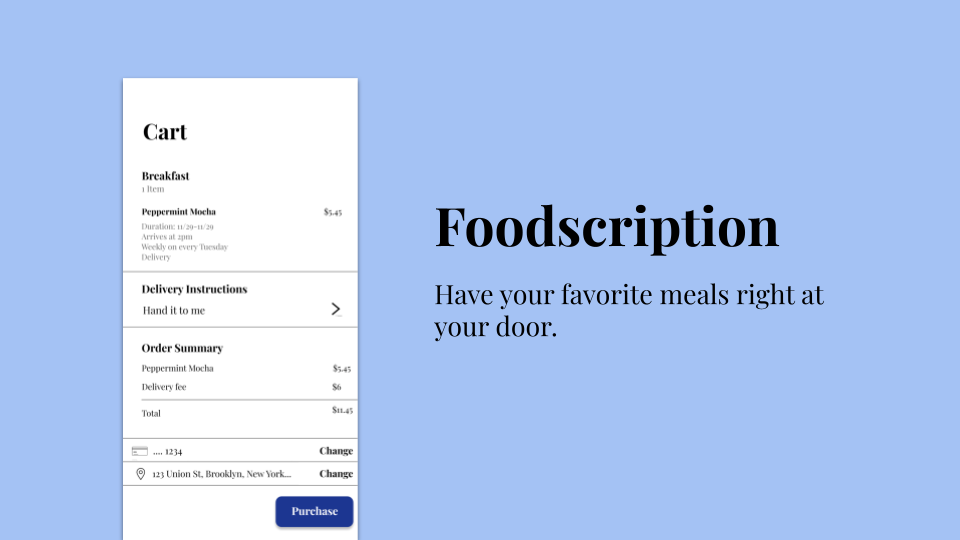 Cart
Breakfast
1 Item
Peppermint Mocha $5.45
Duration: 11/29-11/29
Arrives at 2pm
Weekly on every Tuesday
Delivery
Delivery Instructions
Hand it to me
Order Summary
Peppermint Mocha $5.45
Delivery fee $6
Total $11.45
.... 1234 Change
123 Union St, Brooklyn, New York... Change
Purchase
Foodscription
Have your favorite meals right at
your door.